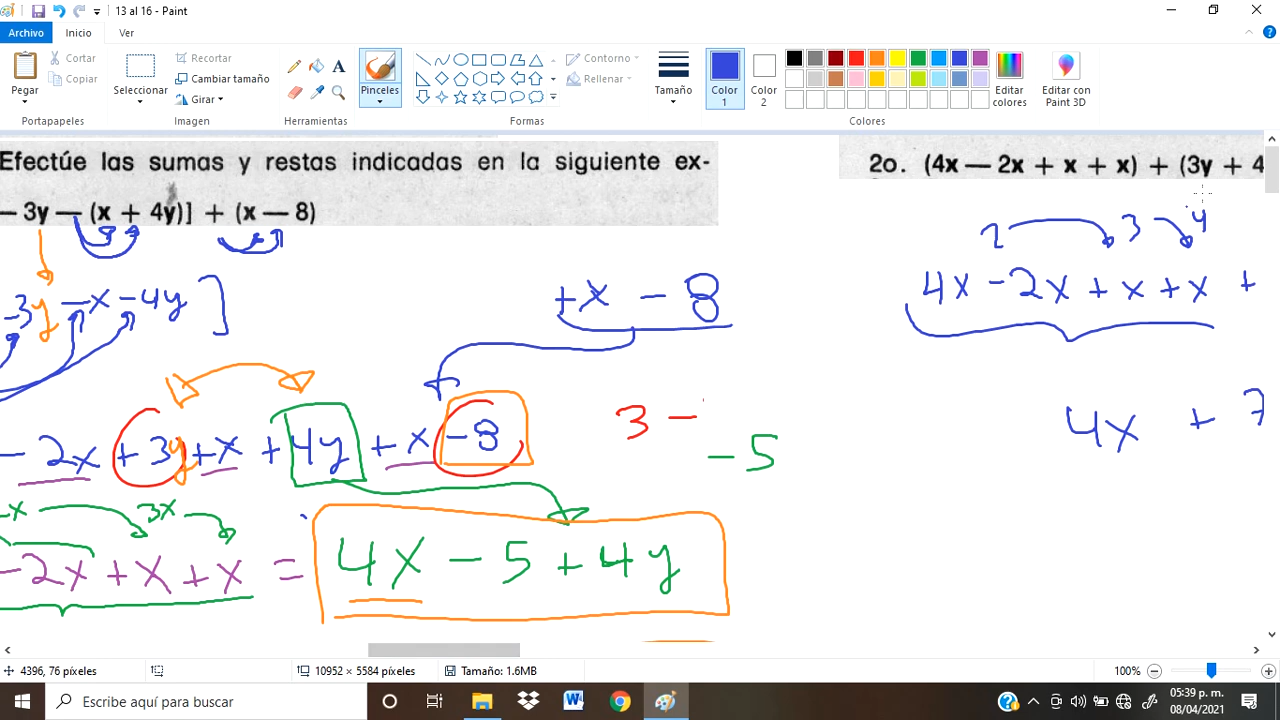 13 al 16 - Paint
Archivo Inicio Ver
Pegar
Cortar
Copiar
Portapapeles
Seleccionar
Recortar
Cambiar tamaño
Girar
Imagen
A
Herramientas
Pinceles
Contorno
Rellenar
Formas
Tamaño
Color 1
Color 2
Editar colores
Editar con Paint 3D
Colores
Efectúe las sumas y restas indicadas en la siguiente ex-
− 3y − (x + 4y)] + (x − 8)
2o. (4x − 2x + x + x) + (3y + 4
2 3 4
-3y -x -4y ]
+x - 8
4x - 2x + x + x +
4x + 7
- 2x + 3y + x + 4y + x - 8
3 -
- 5
-x 3x
-2x + x + x = 4x - 5 + 4y
4396, 76 píxeles
10952 × 5584 píxeles
Tamaño: 1.6MB
100%
Escribe aquí para buscar
05:39 p. m.
08/04/2021